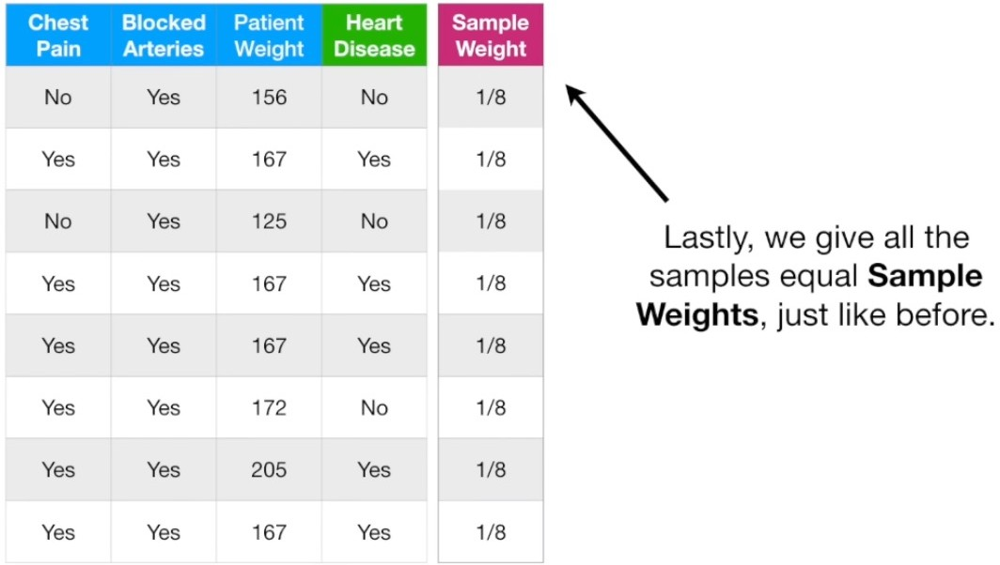 Chest Pain Blocked Arteries Patient Weight Heart Disease Sample Weight
No Yes 156 No 1/8
Yes Yes 167 Yes 1/8
No Yes 125 No 1/8
Yes Yes 167 Yes 1/8
Yes Yes 167 Yes 1/8
Yes Yes 172 No 1/8
Yes Yes 205 Yes 1/8
Yes Yes 167 Yes 1/8
Lastly, we give all the
samples equal Sample
Weights, just like before.